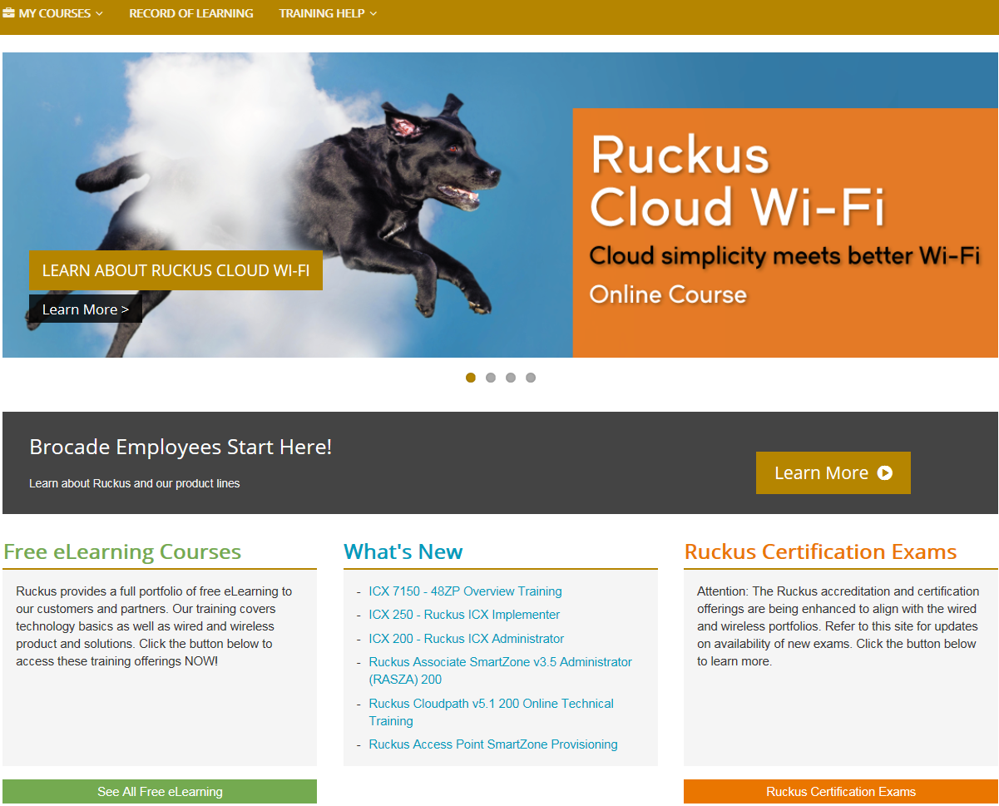 MY COURSES
RECORD OF LEARNING
TRAINING HELP
Ruckus
Cloud Wi-Fi
Cloud simplicity meets better Wi-Fi
Online Course
LEARN ABOUT RUCKUS CLOUD WI-FI
Learn More >
Brocade Employees Start Here!
Learn about Ruckus and our product lines
Learn More
Free eLearning Courses
Ruckus provides a full portfolio of free eLearning to
our customers and partners. Our training covers
technology basics as well as wired and wireless
product and solutions. Click the button below to
access these training offerings NOW!
See All Free eLearning
What's New
- ICX 7150 - 48ZP Overview Training
- ICX 250 - Ruckus ICX Implementer
- ICX 200 - Ruckus ICX Administrator
- Ruckus Associate SmartZone v3.5 Administrator
(RASZA) 200
- Ruckus Cloudpath v5.1 200 Online Technical
Training
- Ruckus Access Point SmartZone Provisioning
Ruckus Certification Exams
Attention: The Ruckus accreditation and certification
offerings are being enhanced to align with the wired
and wireless portfolios. Refer to this site for updates
on availability of new exams. Click the button below
to learn more.
Ruckus Certification Exams